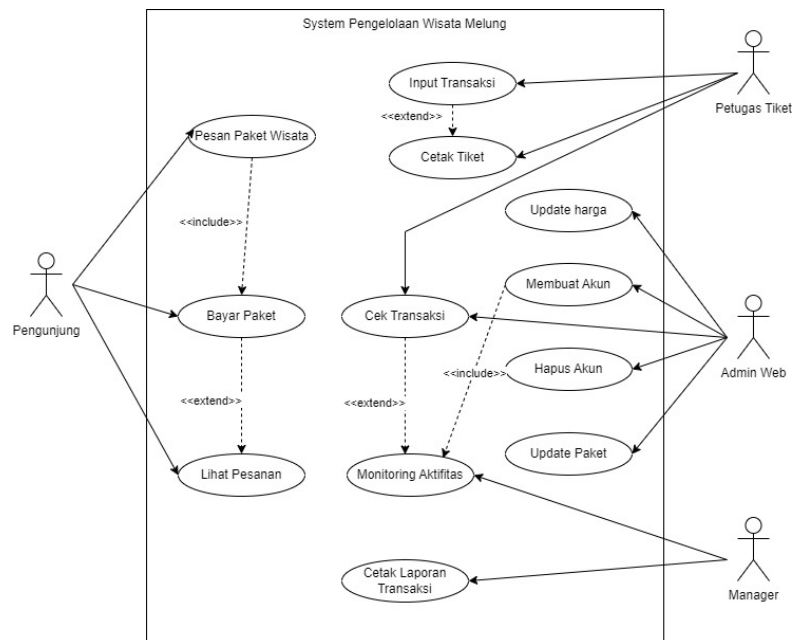 System Pengelolaan Wisata Melung
Input Transaksi
Petugas Tiket
<<extend>>
Pesan Paket Wisata
Cetak Tiket
Update harga
<<include>>
Membuat Akun
Pengunjung
Bayar Paket
Cek Transaksi
Hapus Akun
Admin Web
<<include>>
<<extend>>
<<extend>>
Update Paket
Lihat Pesanan
Monitoring Aktifitas
Cetak Laporan
Transaksi
Manager